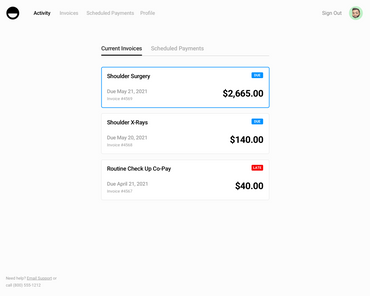 Activity Invoices Scheduled Payments Profile Sign Out
Current Invoices Scheduled Payments
Shoulder Surgery DUE
Due May 21, 2021
Invoice #4569 $2,665.00
Shoulder X-Rays DUE
Due May 20, 2021
Invoice #4568 $140.00
Routine Check Up Co-Pay LATE
Due April 21, 2021
Invoice #4567 $40.00
Need help? Email Support or
call (555) 555-1212